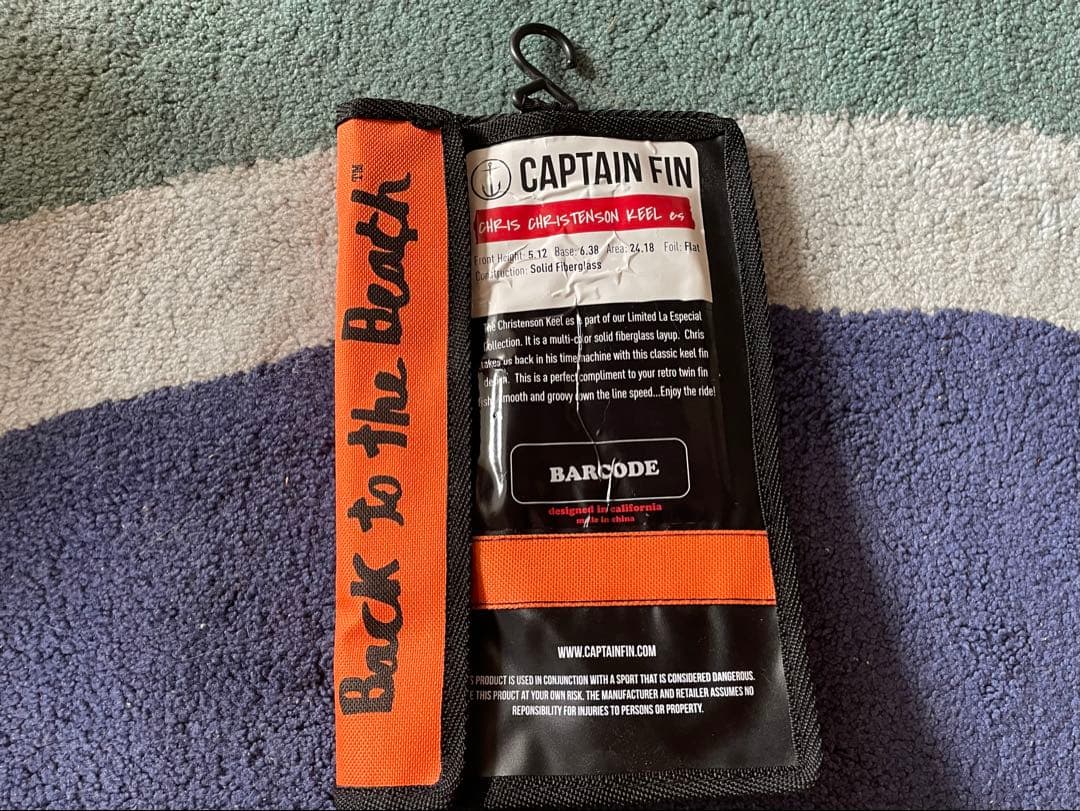 Back to the Beach™
CAPTAIN FIN
CHRIS CHRISTENSON KEEL es
Front Height: 5.12 Base: 6.38 Area: 24.18 Foil: Flat
Construction: Solid Fiberglass
The Christenson Keel es a part of our Limited La Especial
Collection. It is a multi-color solid fiberglass layup. Chris
takes us back in his time machine with this classic keel fin
design. This is a perfect compliment to your retro twin fin
fish, smooth and groovy down the line speed...Enjoy the ride!
BARCODE
designed in california
made in china
WWW.CAPTAINFIN.COM
PRODUCT IS USED IN CONJUNCTION WITH A SPORT THAT IS CONSIDERED DANGEROUS.
THIS PROUCT AT YOUR OWN RISK. THE MANUFACTURER AND RETAILER ASSUMES NO
REPONSIBILITY FOR INJURIES TO PERSONS OR PROPERTY.